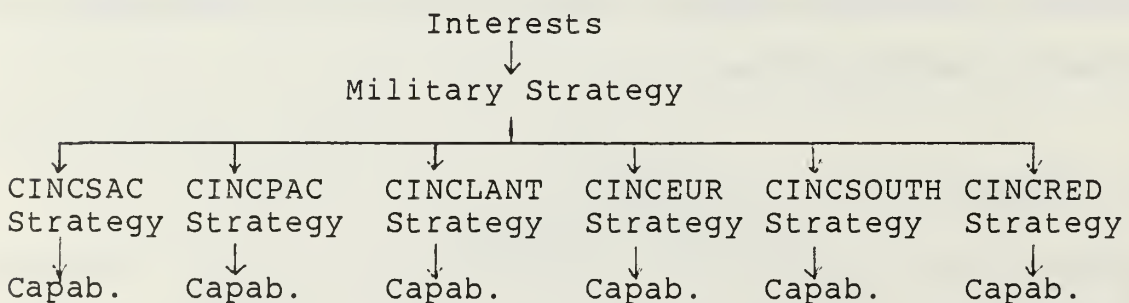 Interests
Military Strategy
CINCSAC CINCPAC CINCLANT CINCEUR CINCSOUTH CINCRED
Strategy Strategy Strategy Strategy Strategy Strategy
Capab. Capab. Capab. Capab. Capab. Capab.